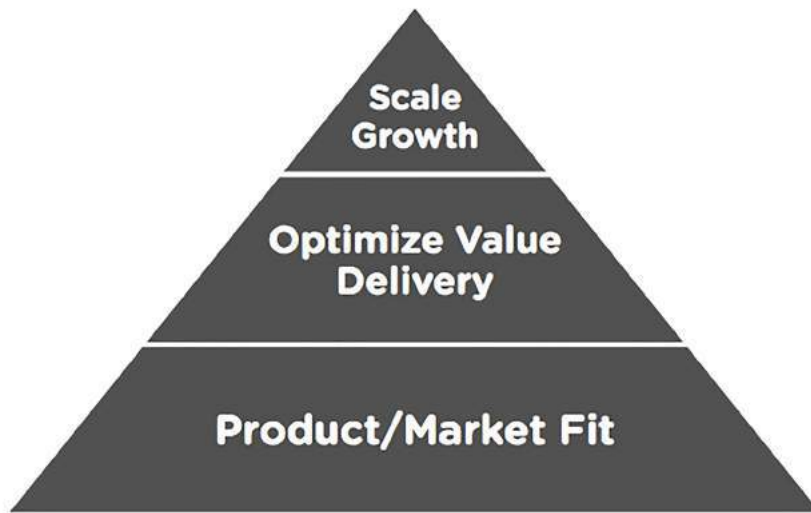 Scale
Growth
Optimize Value
Delivery
Product/Market Fit